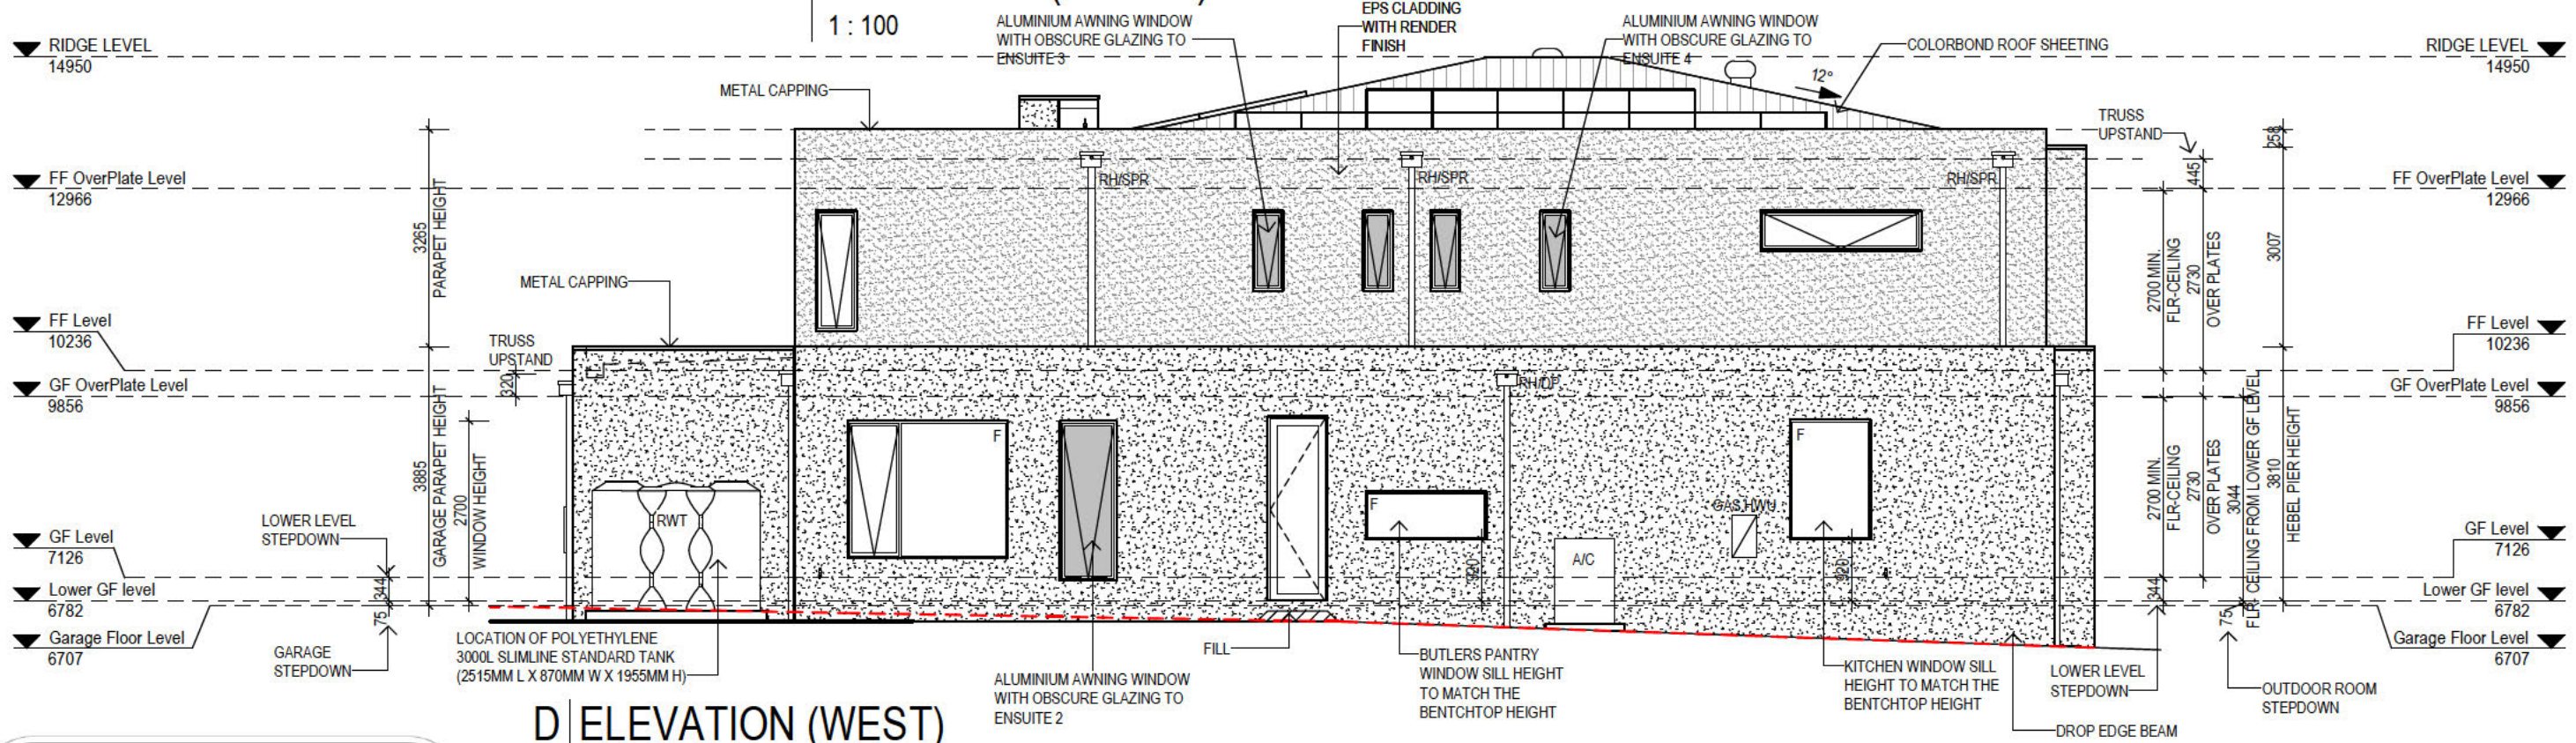 1 : 100
ALUMINIUM AWNING WINDOW
WITH OBSCURE GLAZING TO
ENSUITE 3
EPS CLADDING
WITH RENDER
FINISH
ALUMINIUM AWNING WINDOW
WITH OBSCURE GLAZING TO
ENSUITE 4
COLORBOND ROOF SHEETING
12°
RIDGE LEVEL
14950
RIDGE LEVEL
14950
METAL CAPPING
TRUSS
UPSTAND
258
445
FF OverPlate Level
12966
RH/SPR
RH/SPR
RH/SPR
FF OverPlate Level
12966
3265
PARAPET HEIGHT
2700 MIN.
FLR-CEILING
2730
OVER PLATES
3007
METAL CAPPING
FF Level
10236
FF Level
10236
TRUSS
UPSTAND
320
GF OverPlate Level
9856
RH/DP
GF OverPlate Level
9856
3885
GARAGE PARAPET HEIGHT
2700
WINDOW HEIGHT
F
F
F
RWT
GAS HWU
A/C
920
920
2700 MIN.
FLR-CEILING
2730
OVER PLATES
3044
FLR- CEILING FROM LOWER GF LEVEL
3810
HEBEL PIER HEIGHT
LOWER LEVEL
STEPDOWN
GF Level
7126
GF Level
7126
344
344
Lower GF level
6782
Lower GF level
6782
75
75
Garage Floor Level
6707
Garage Floor Level
6707
GARAGE
STEPDOWN
LOCATION OF POLYETHYLENE
3000L SLIMLINE STANDARD TANK
(2515MM L X 870MM W X 1955MM H)
FILL
ALUMINIUM AWNING WINDOW
WITH OBSCURE GLAZING TO
ENSUITE 2
BUTLERS PANTRY
WINDOW SILL HEIGHT
TO MATCH THE
BENTCHTOP HEIGHT
KITCHEN WINDOW SILL
HEIGHT TO MATCH THE
BENTCHTOP HEIGHT
LOWER LEVEL
STEPDOWN
OUTDOOR ROOM
STEPDOWN
DROP EDGE BEAM
D ELEVATION (WEST)